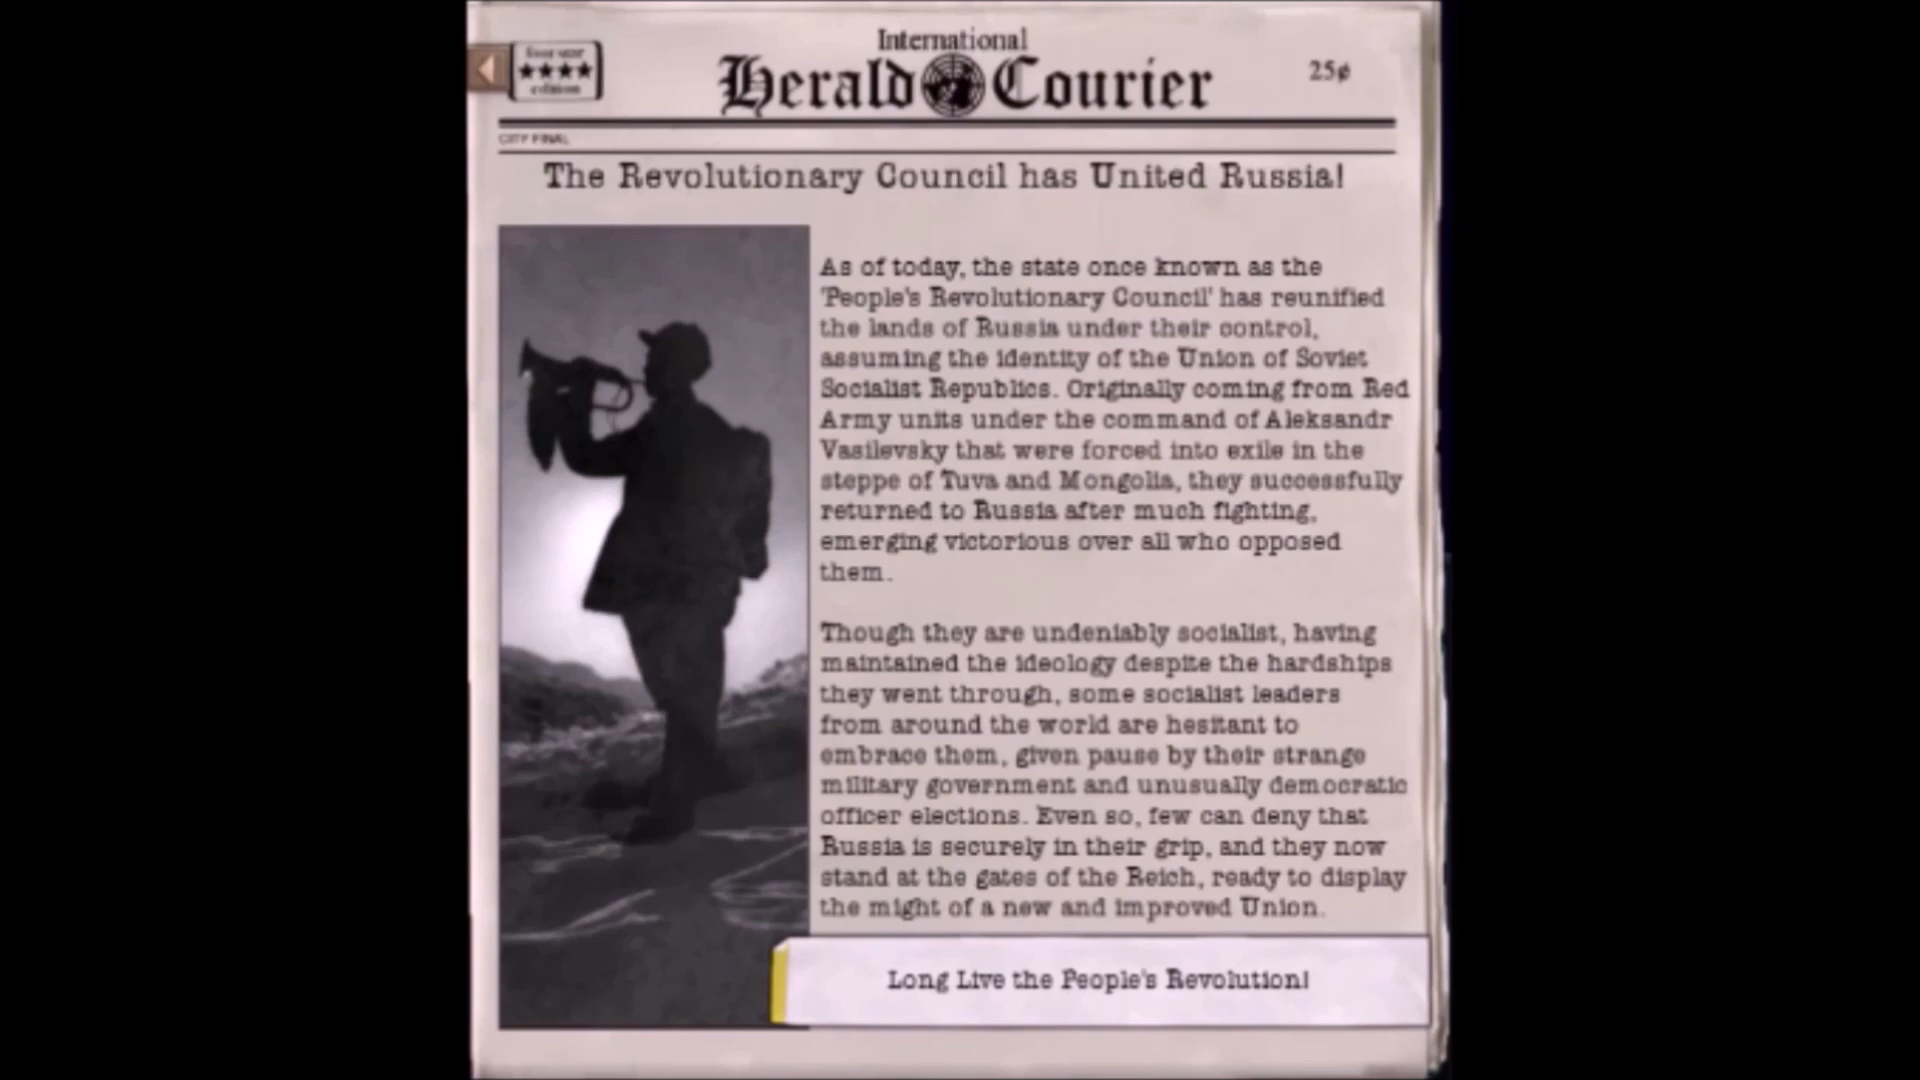 four star
★★★★
edition
International
Herald Courier
25¢
CITY FINAL
The Revolutionary Council has United Russia!
As of today, the state once known as the
'People's Revolutionary Council' has reunified
the lands of Russia under their control,
assuming the identity of the Union of Soviet
Socialist Republics. Originally coming from Red
Army units under the command of Aleksandr
Vasilevsky that were forced into exile in the
steppe of Tuva and Mongolia, they successfully
returned to Russia after much fighting,
emerging victorious over all who opposed
them.
Though they are undeniably socialist, having
maintained the ideology despite the hardships
they went through, some socialist leaders
from around the world are hesitant to
embrace them, given pause by their strange
military government and unusually democratic
officer elections. Even so, few can deny that
Russia is securely in their grip, and they now
stand at the gates of the Reich, ready to display
the might of a new and improved Union.
Long Live the People's Revolution!